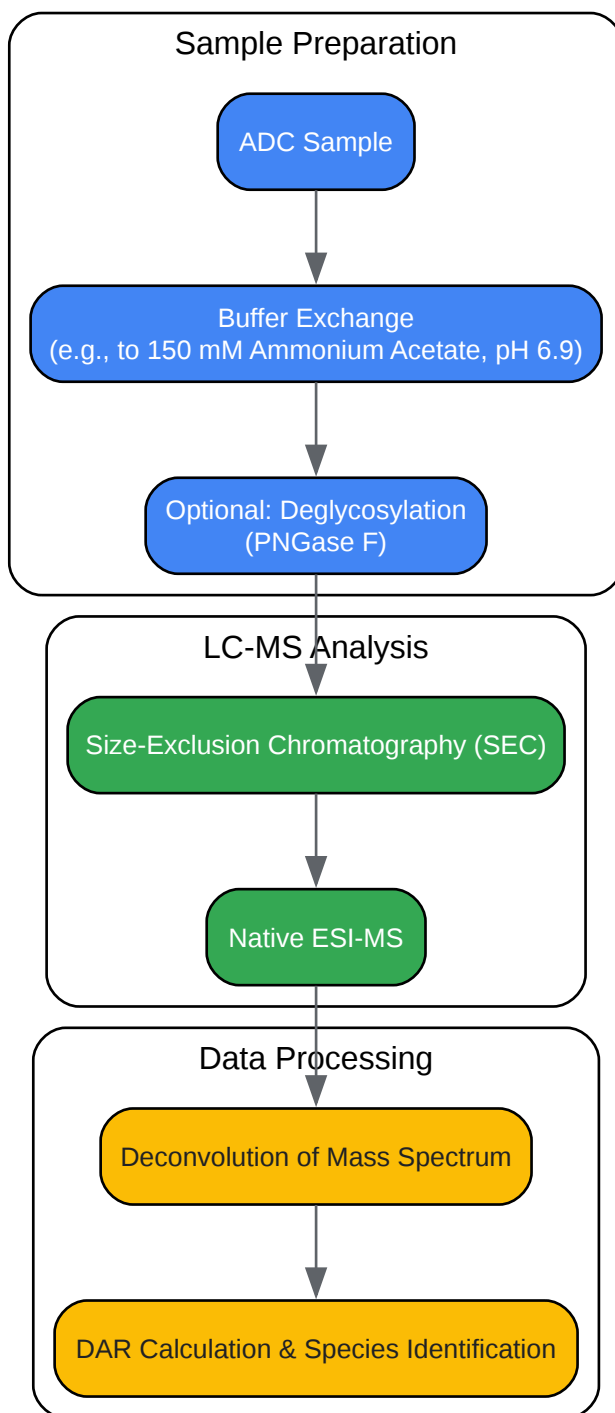 Sample Preparation
ADC Sample
Buffer Exchange
(e.g., to 150 mM Ammonium Acetate, pH 6.9)
Optional: Deglycosylation
(PNGase F)
LC-MS Analysis
Size-Exclusion Chromatography (SEC)
Native ESI-MS
Data Processing
Deconvolution of Mass Spectrum
DAR Calculation & Species Identification